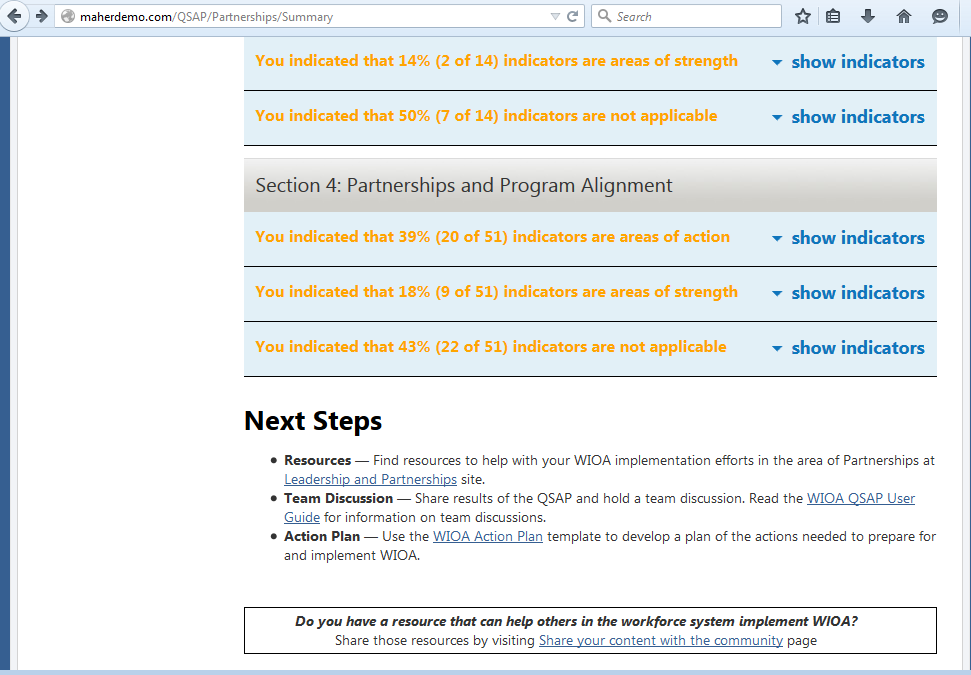 maherdemo.com/QSAP/Partnerships/Summary
Search
You indicated that 14% (2 of 14) indicators are areas of strength
show indicators
You indicated that 50% (7 of 14) indicators are not applicable
show indicators
Section 4: Partnerships and Program Alignment
You indicated that 39% (20 of 51) indicators are areas of action
show indicators
You indicated that 18% (9 of 51) indicators are areas of strength
show indicators
You indicated that 43% (22 of 51) indicators are not applicable
show indicators
Next Steps
• Resources — Find resources to help with your WIOA implementation efforts in the area of Partnerships at
Leadership and Partnerships site.
• Team Discussion — Share results of the QSAP and hold a team discussion. Read the WIOA QSAP User
Guide for information on team discussions.
• Action Plan — Use the WIOA Action Plan template to develop a plan of the actions needed to prepare for
and implement WIOA.
Do you have a resource that can help others in the workforce system implement WIOA?
Share those resources by visiting Share your content with the community page